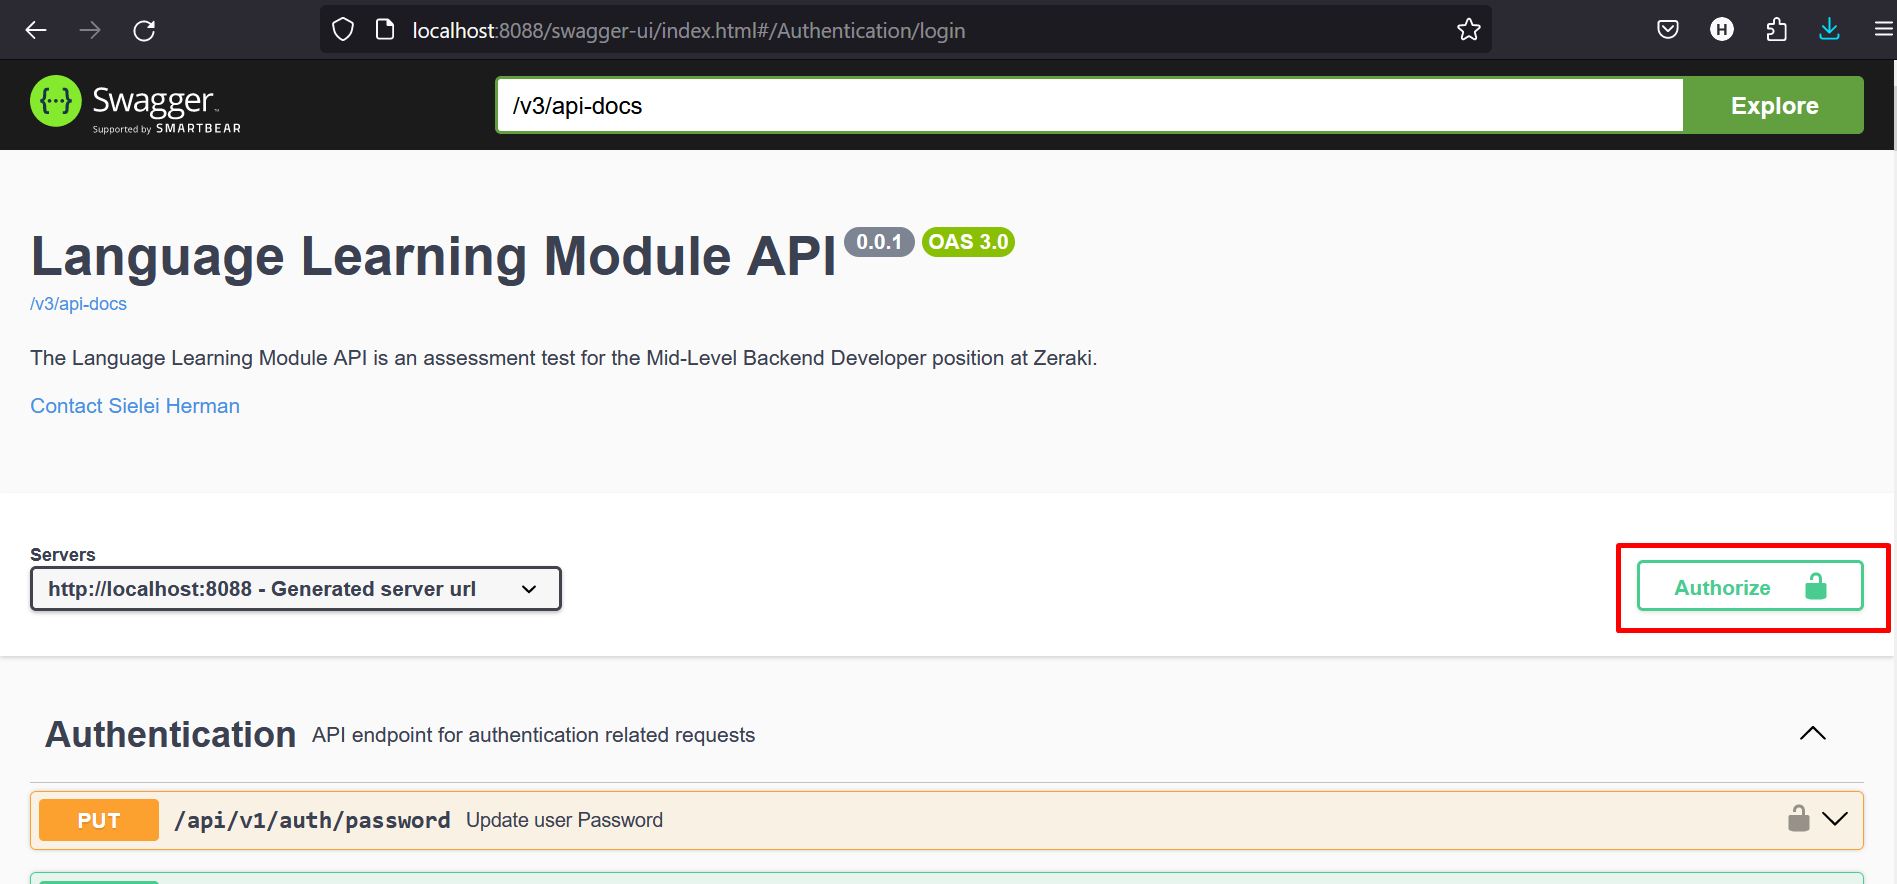 localhost:8088/swagger-ui/index.html#/Authentication/login
H
{···} Swagger
Supported by SMARTBEAR
/v3/api-docs
Explore
Language Learning Module API 0.0.1 OAS 3.0
/v3/api-docs
The Language Learning Module API is an assessment test for the Mid-Level Backend Developer position at Zeraki.
Contact Sielei Herman
Servers
http://localhost:8088 - Generated server url
Authorize
Authentication API endpoint for authentication related requests
PUT /api/v1/auth/password Update user Password